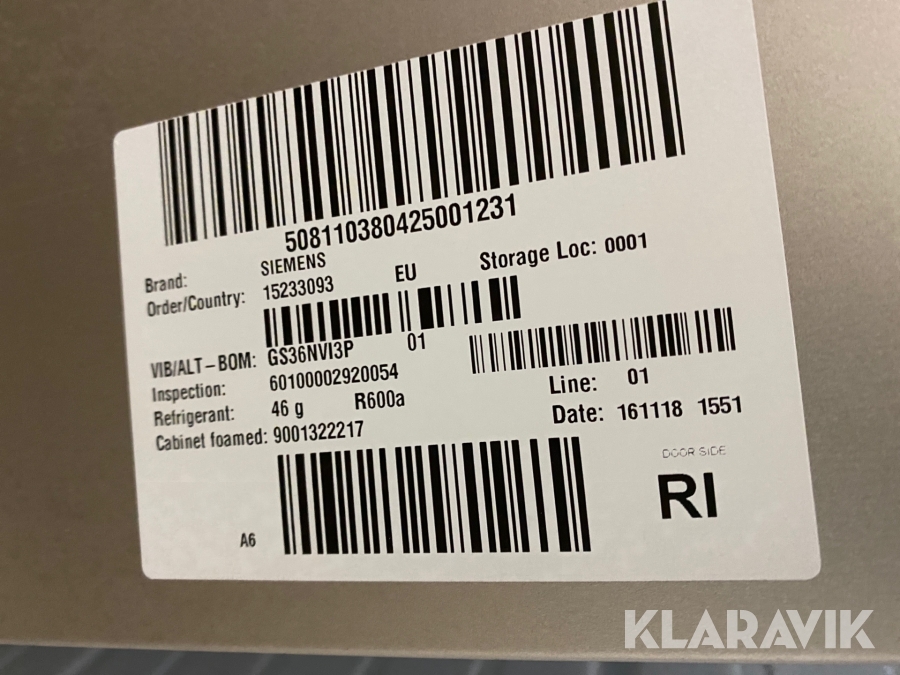 508110380425001231
Brand: SIEMENS
Order/Country: 15233093 EU Storage Loc: 0001
VIB/ALT-BOM: GS36NVI3P 01
Inspection: 60100002920054 Line: 01
Refrigerant: 46 g R600a Date: 161118 1551
Cabinet foamed: 9001322217
DOOR SIDE
RI
A6
KLARAVIK